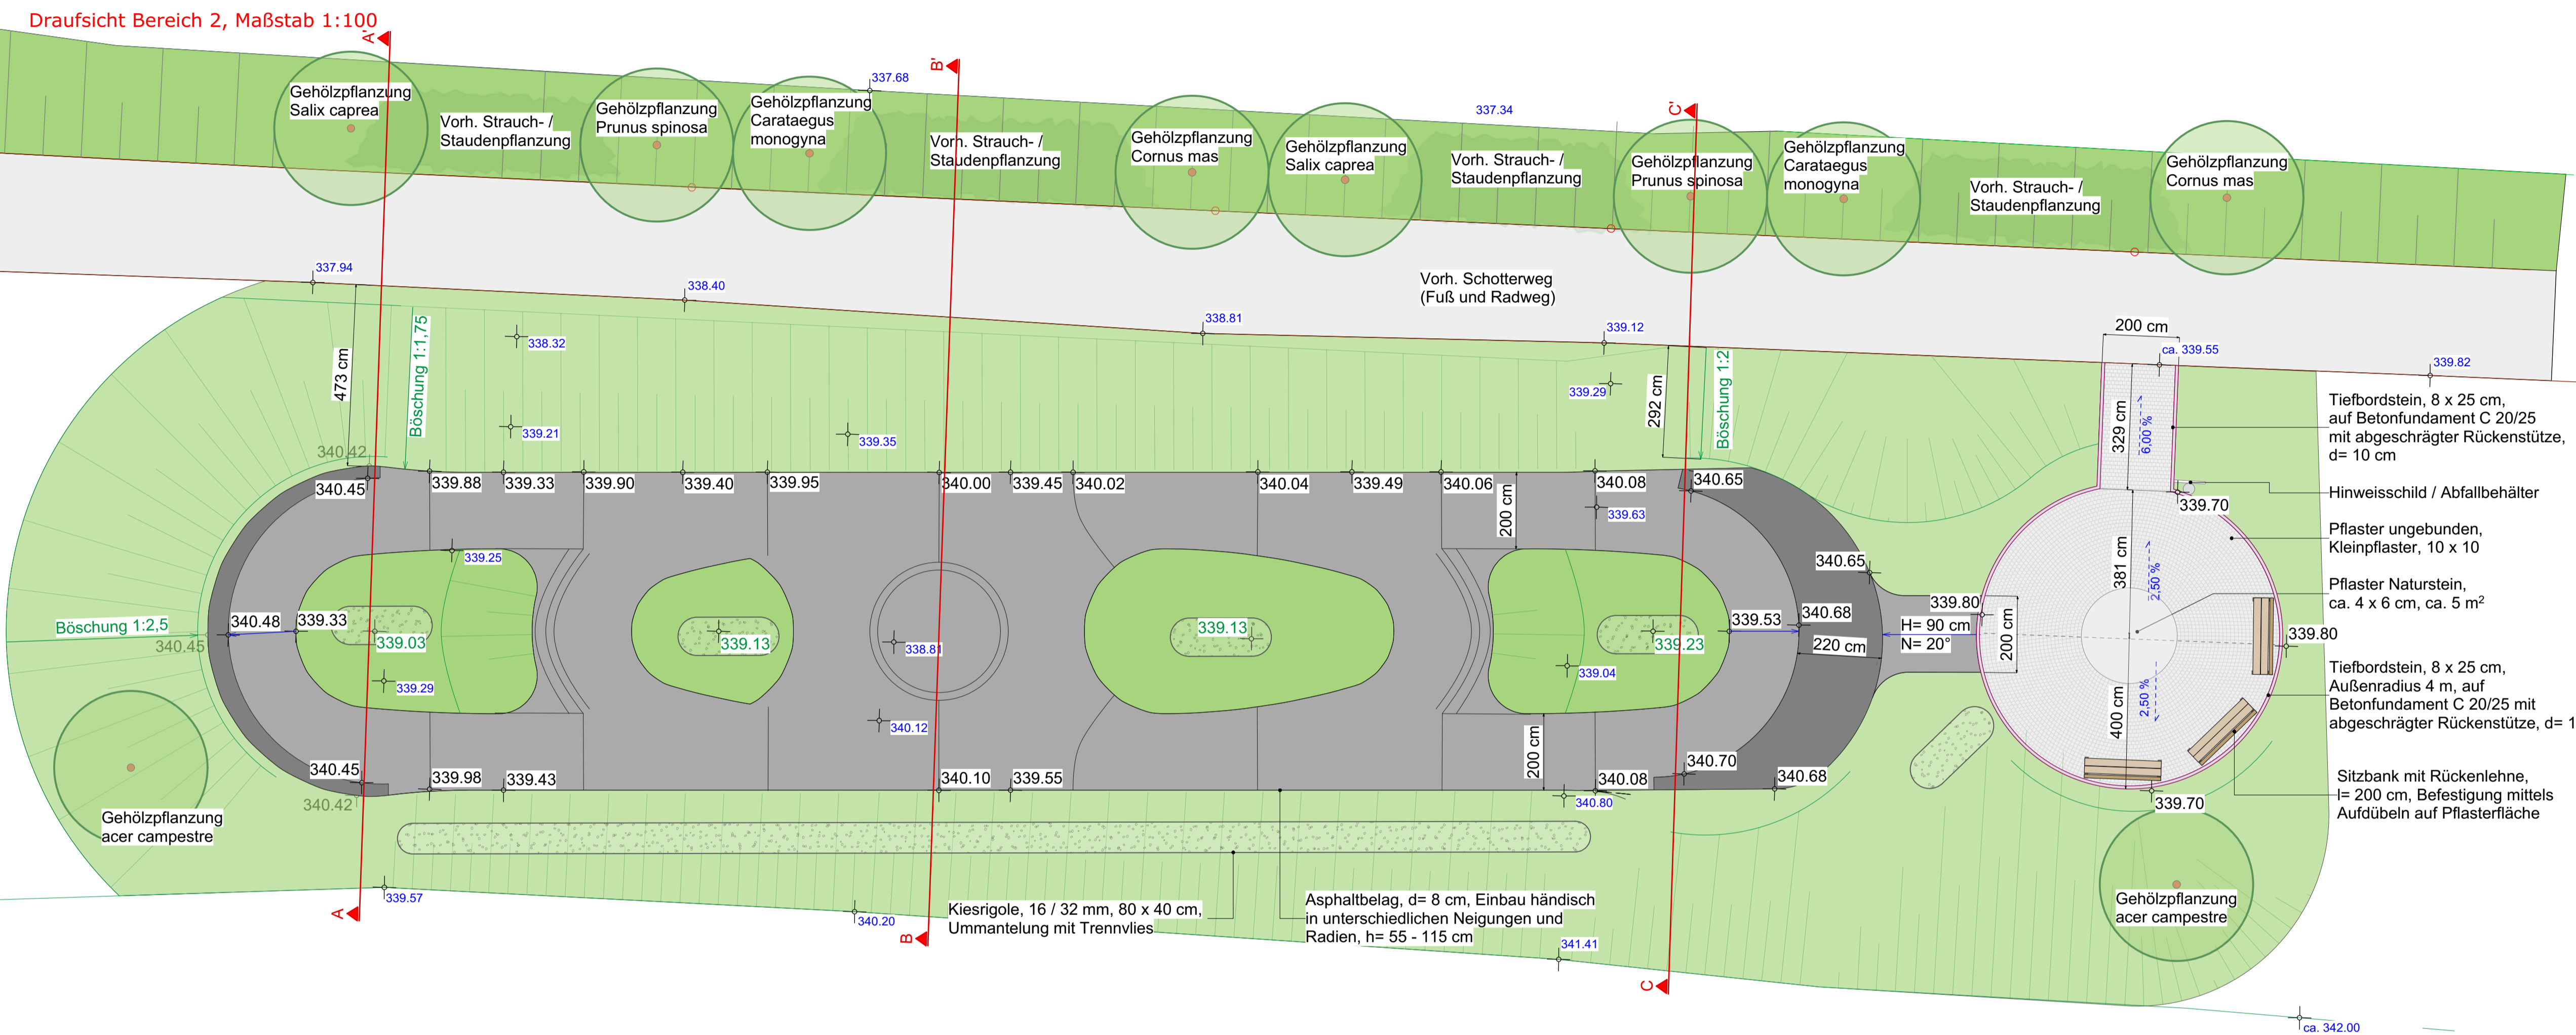 Draufsicht Bereich 2, Maßstab 1:100
A'
B'
C'
Gehölzpflanzung
Salix caprea
Vorh. Strauch- /
Staudenpflanzung
Gehölzpflanzung
Prunus spinosa
Gehölzpflanzung
Carataegus
monogyna
337.68
Vorh. Strauch- /
Staudenpflanzung
Gehölzpflanzung
Cornus mas
Gehölzpflanzung
Salix caprea
337.34
Vorh. Strauch- /
Staudenpflanzung
Gehölzpflanzung
Prunus spinosa
Gehölzpflanzung
Carataegus
monogyna
Vorh. Strauch- /
Staudenpflanzung
Gehölzpflanzung
Cornus mas
337.94
338.40
338.81
Vorh. Schotterweg
(Fuß und Radweg)
339.12
200 cm
ca. 339.55
339.82
473 cm
Böschung 1:1,75
338.32
339.21
339.35
339.29
292 cm
Böschung 1:2
329 cm
6,00 %
Tiefbordstein, 8 x 25 cm,
auf Betonfundament C 20/25
mit abgeschrägter Rückenstütze,
d= 10 cm
Hinweisschild / Abfallbehälter
339.70
Pflaster ungebunden,
Kleinpflaster, 10 x 10
Pflaster Naturstein,
ca. 4 x 6 cm, ca. 5 m²
340.42
340.45
339.88
339.33
339.90
339.40
339.95
340.00
339.45
340.02
340.04
339.49
340.06
340.08
340.65
200 cm
339.63
339.25
340.65
381 cm
2,50 %
Böschung 1:2,5
340.45
340.48
339.33
339.03
339.13
338.81
339.13
339.23
339.53
340.68
220 cm
339.80
H= 90 cm
N= 20°
200 cm
339.80
339.29
339.04
340.12
400 cm
2,50 %
Tiefbordstein, 8 x 25 cm,
Außenradius 4 m, auf
Betonfundament C 20/25 mit
abgeschrägter Rückenstütze, d= 1
340.45
340.42
339.98
339.43
340.10
339.55
200 cm
340.08
340.70
340.68
340.80
339.70
Sitzbank mit Rückenlehne,
l= 200 cm, Befestigung mittels
Aufdübeln auf Pflasterfläche
Gehölzpflanzung
acer campestre
339.57
340.20
Kiesrigole, 16 / 32 mm, 80 x 40 cm,
Ummantelung mit Trennvlies
Asphaltbelag, d= 8 cm, Einbau händisch
in unterschiedlichen Neigungen und
Radien, h= 55 - 115 cm
341.41
Gehölzpflanzung
acer campestre
A
B
C
ca. 342.00